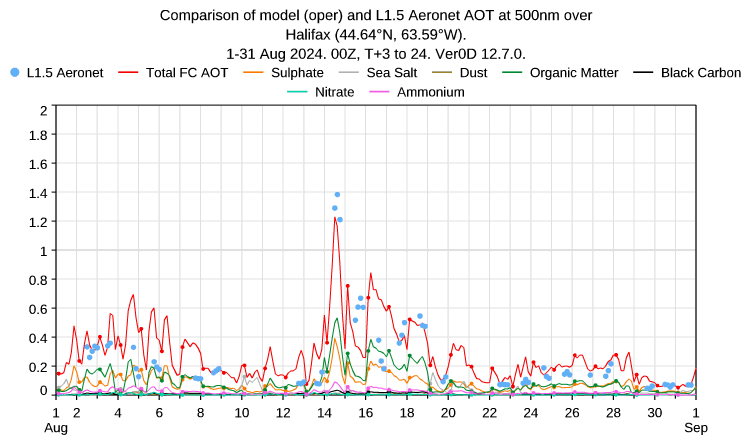 Comparison of model (oper) and L1.5 Aeronet AOT at 500nm over
Halifax (44.64°N, 63.59°W).
1-31 Aug 2024. 00Z, T+3 to 24. Ver0D 12.7.0.
L1.5 Aeronet Total FC AOT Sulphate Sea Salt Dust Organic Matter Black Carbon
Nitrate Ammonium
2
1.8
1.6
1.4
1.2
1
0.8
0.6
0.4
0.2
0
1 2 4 6 8 10 12 14 16 18 20 22 24 26 28 30 1
Aug Sep